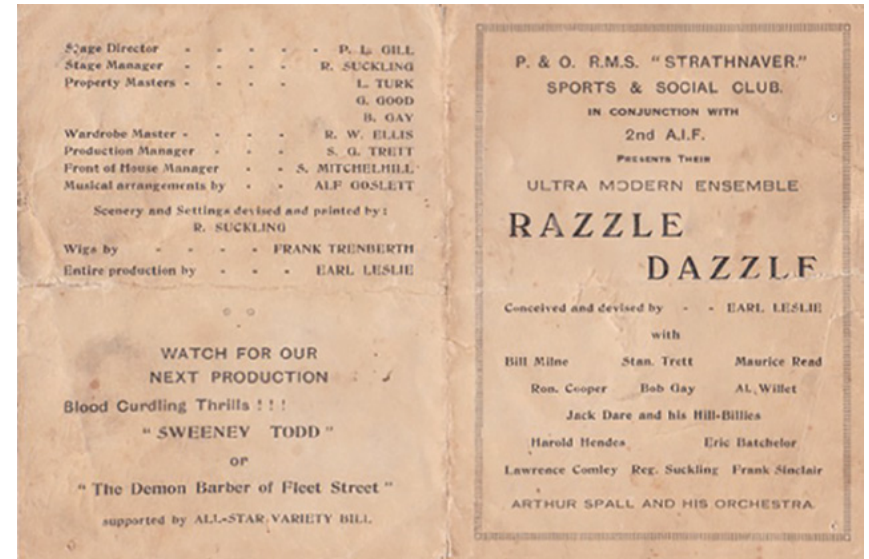 Stage Director - - - - - P. L. GILL
Stage Manager - - - - R. SUCKLING
Property Masters - - - - L. TURK
G. GOOD
B. GAY
Wardrobe Master - - - - R. W. ELLIS
Production Manager - - - S. G. TRETT
Front of House Manager - - S. MITCHELHILL
Musical arrangements by - - ALF GOSLETT
Scenery and Settings devised and painted by:
R. SUCKLING
Wigs by - - - - FRANK TRENBERTH
Entire production by - - - EARL LESLIE
WATCH FOR OUR
NEXT PRODUCTION
Blood Curdling Thrills ! ! !
" SWEENEY TODD "
or
" The Demon Barber of Fleet Street "
supported by ALL-STAR VARIETY BILL
P. & O. R.M.S. "STRATHNAVER."
SPORTS & SOCIAL CLUB.
IN CONJUNCTION WITH
2nd A.I.F.
PRESENTS THEIR
ULTRA MODERN ENSEMBLE
RAZZLE
DAZZLE
Conceived and devised by - - EARL LESLIE
with
Bill Milne Stan. Trett Maurice Read
Ron. Cooper Bob Gay AL. Willet
Jack Dare and his Hill-Billies
Harold Hendes Eric Batchelor
Lawrence Comley Reg. Suckling Frank Sinclair
ARTHUR SPALL AND HIS ORCHESTRA